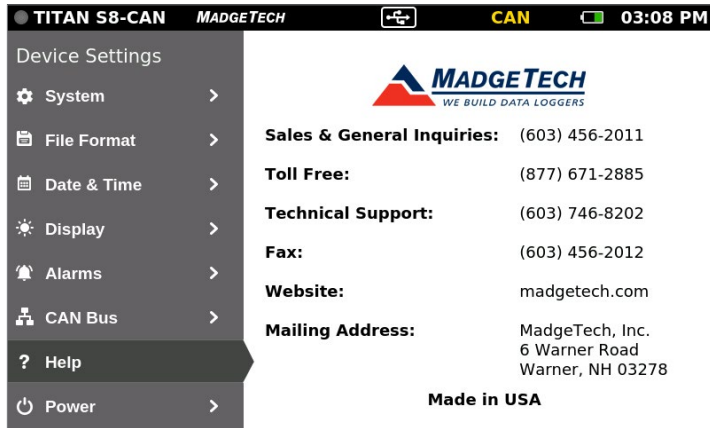 TITAN S8-CAN MADGETECH CAN 03:08 PM
Device Settings
System
File Format
Date & Time
Display
Alarms
CAN Bus
? Help
Power
MADGETECH
WE BUILD DATA LOGGERS
Sales & General Inquiries: (603) 456-2011
Toll Free: (877) 671-2885
Technical Support: (603) 746-8202
Fax: (603) 456-2012
Website: madgetech.com
Mailing Address: MadgeTech, Inc.
6 Warner Road
Warner, NH 03278
Made in USA